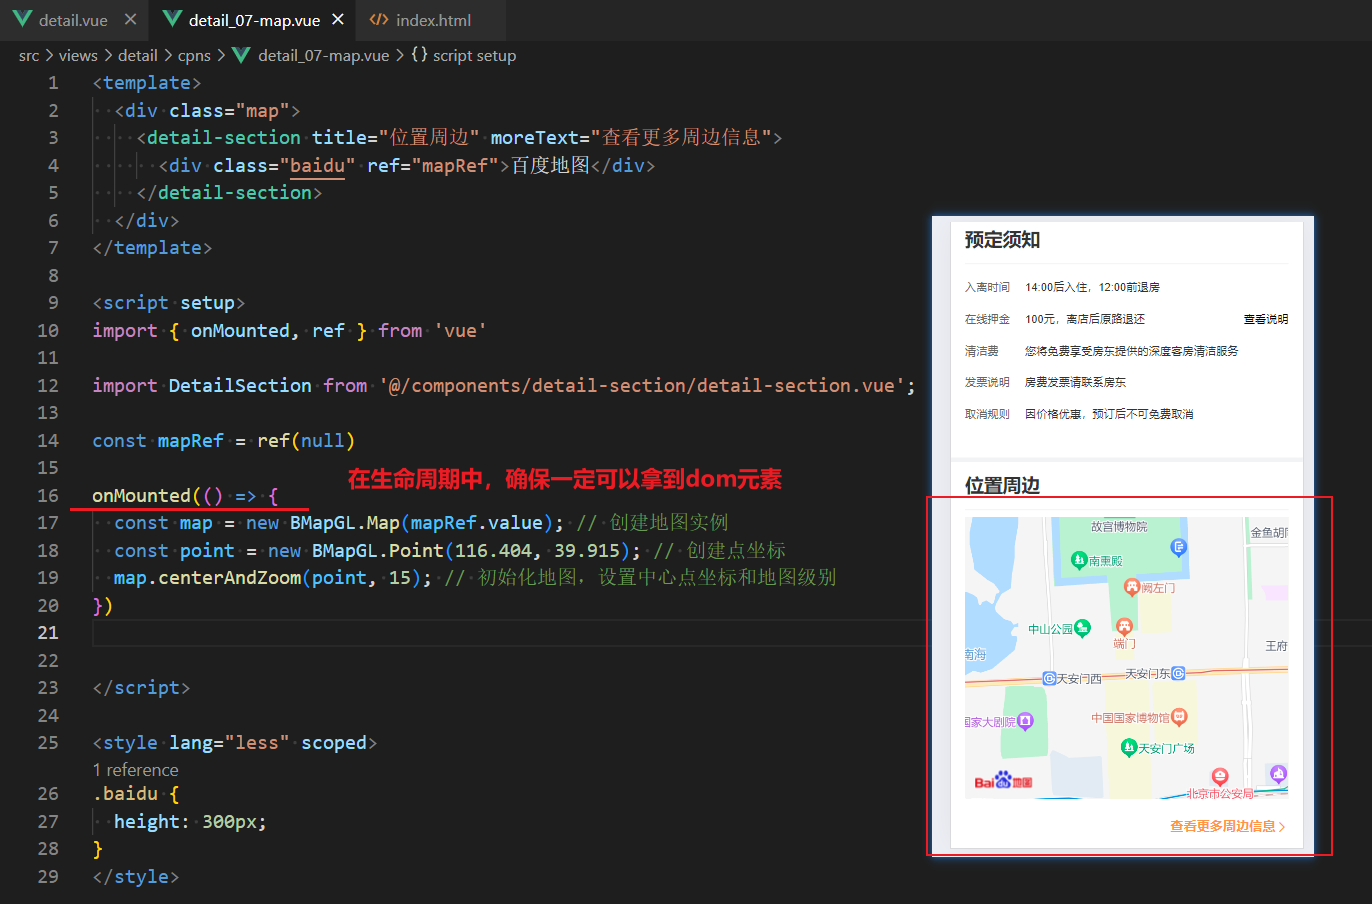 detail.vue
detail_07-map.vue
index.html
src > views > detail > cpns > detail_07-map.vue > {} script setup
1 <template>
2 <div class="map">
3 <detail-section title="位置周边" moreText="查看更多周边信息">
4 <div class="baidu" ref="mapRef">百度地图</div>
5 </detail-section>
6 </div>
7 </template>
8
9 <script setup>
10 import { onMounted, ref } from 'vue'
11
12 import DetailSection from '@/components/detail-section/detail-section.vue';
13
14 const mapRef = ref(null)
15
在生命周期中，确保一定可以拿到dom元素
16 onMounted(() => {
17 const map = new BMapGL.Map(mapRef.value); // 创建地图实例
18 const point = new BMapGL.Point(116.404, 39.915); // 创建点坐标
19 map.centerAndZoom(point, 15); // 初始化地图，设置中心点坐标和地图级别
20 })
21
22
23 </script>
24
25 <style lang="less" scoped>
1 reference
26 .baidu {
27 height: 300px;
28 }
29 </style>
预定须知
入离时间 14:00后入住，12:00前退房
在线押金 100元，离店后原路退还 查看说明
清洁费 您将免费享受房东提供的深度客房清洁服务
发票说明 房费发票请联系房东
取消规则 因价格优惠，预订后不可免费取消
位置周边
故宫博物院
金鱼胡同
南熏殿
阙左门
中山公园
端门
王府
南海
天安门西
天安门东
国家大剧院
中国国家博物馆
天安门广场
Bai du 地图
北京市公安局
查看更多周边信息 >